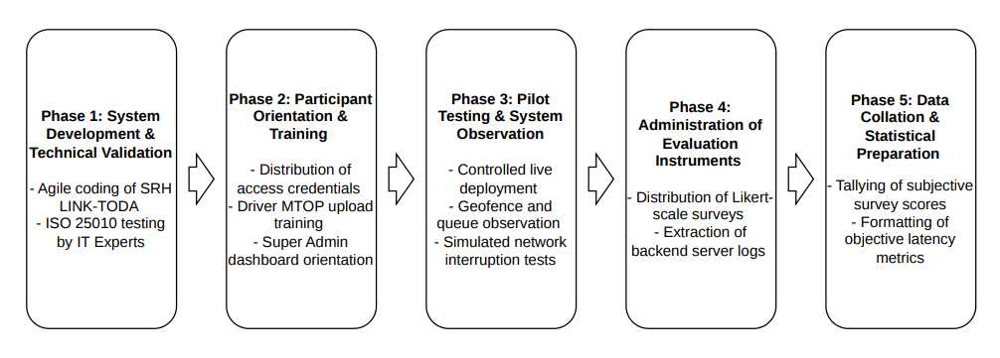 Phase 1: System
Development &
Technical Validation
- Agile coding of SRH
LINK-TODA
- ISO 25010 testing
by IT Experts
Phase 2: Participant
Orientation &
Training
- Distribution of
access credentials
- Driver MTOP upload
training
- Super Admin
dashboard orientation
Phase 3: Pilot
Testing & System
Observation
- Controlled live
deployment
- Geofence and
queue observation
- Simulated network
interruption tests
Phase 4:
Administration of
Evaluation
Instruments
- Distribution of Likert-
scale surveys
- Extraction of
backend server logs
Phase 5: Data
Collation &
Statistical
Preparation
- Tallying of subjective
survey scores
- Formatting of
objective latency
metrics